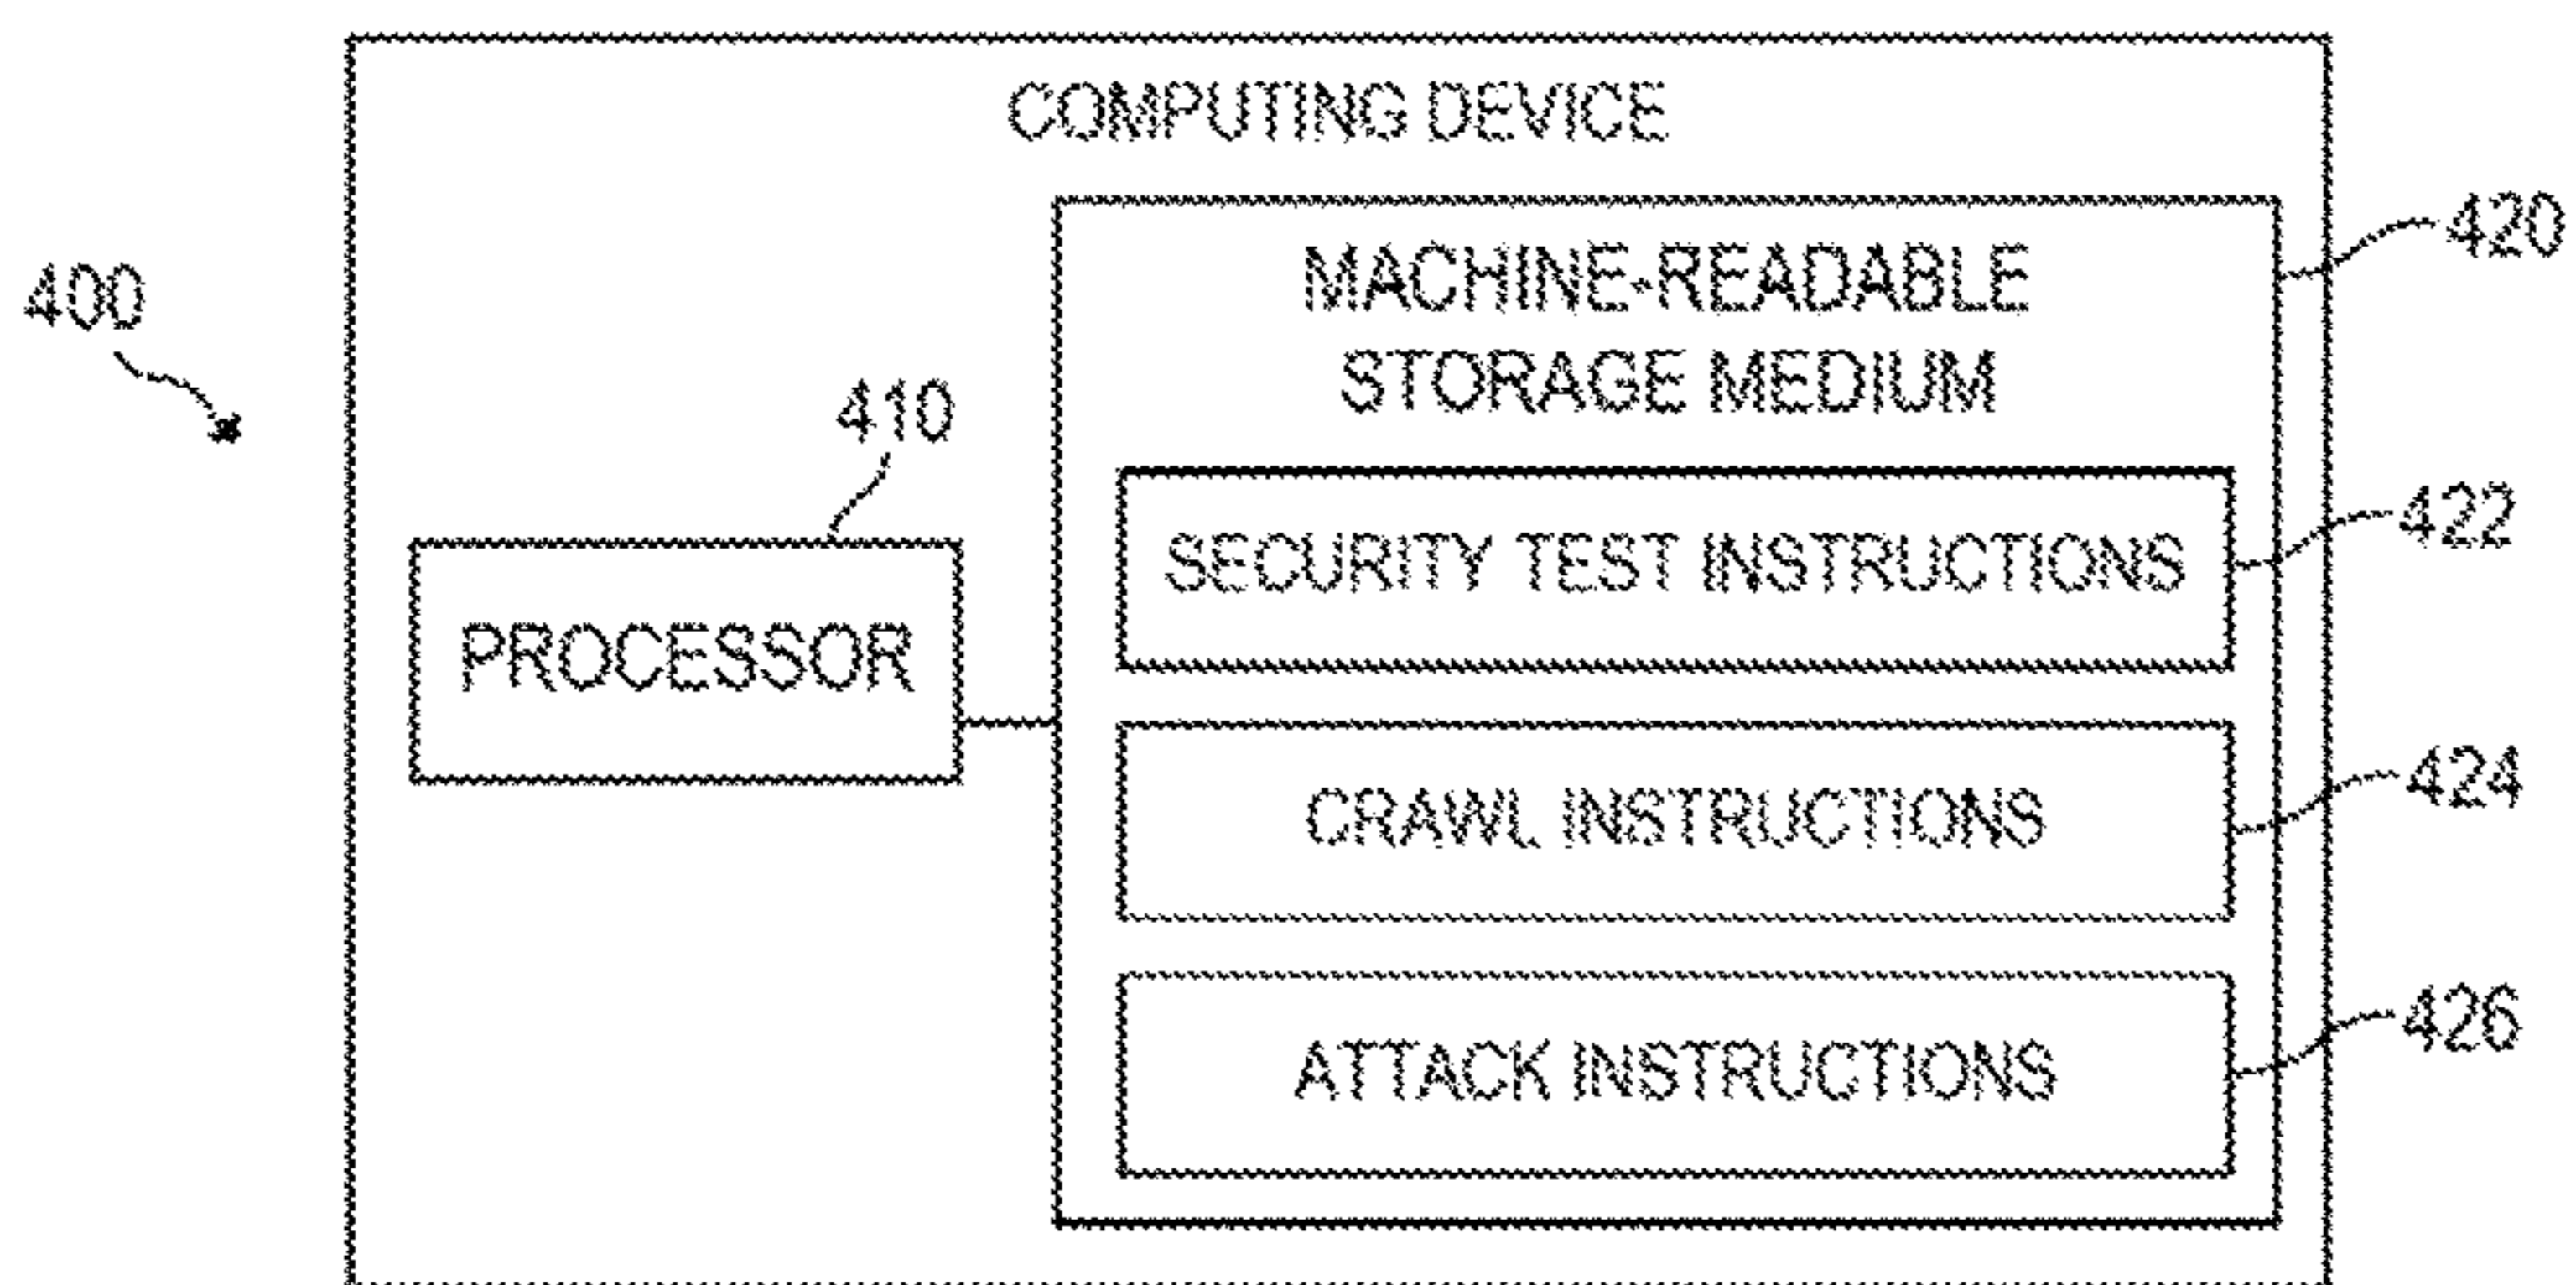 COMPUTING DEVICE
420
MACHINE-READABLE
400
STORAGE MEDIUM
410
422
SECURITY TEST INSTRUCTIONS
PROCESSOR
424
CRAWL INSTRUCTIONS
426
ATTACK INSTRUCTIONS